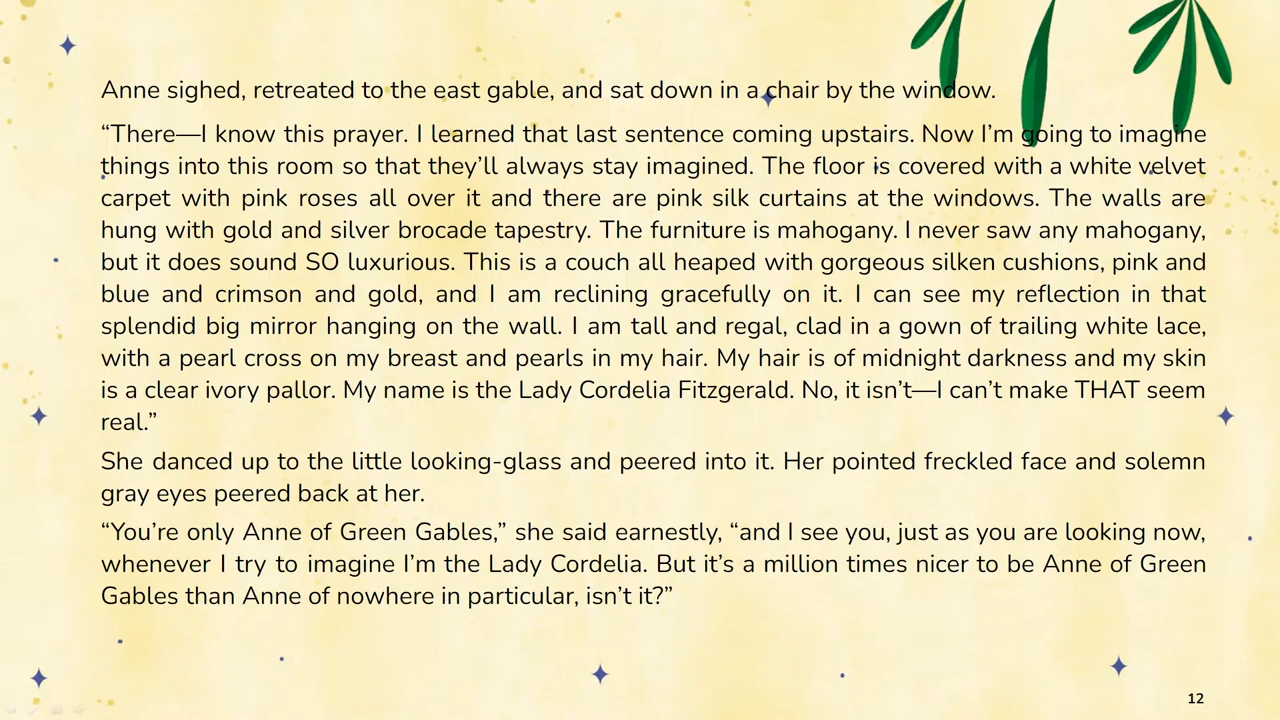 Anne sighed, retreated to the east gable, and sat down in a chair by the window.
“There—I know this prayer. I learned that last sentence coming upstairs. Now I’m going to imagine
things into this room so that they’ll always stay imagined. The floor is covered with a white velvet
carpet with pink roses all over it and there are pink silk curtains at the windows. The walls are
hung with gold and silver brocade tapestry. The furniture is mahogany. I never saw any mahogany,
but it does sound SO luxurious. This is a couch all heaped with gorgeous silken cushions, pink and
blue and crimson and gold, and I am reclining gracefully on it. I can see my reflection in that
splendid big mirror hanging on the wall. I am tall and regal, clad in a gown of trailing white lace,
with a pearl cross on my breast and pearls in my hair. My hair is of midnight darkness and my skin
is a clear ivory pallor. My name is the Lady Cordelia Fitzgerald. No, it isn’t—I can’t make THAT seem
real.”
She danced up to the little looking-glass and peered into it. Her pointed freckled face and solemn
gray eyes peered back at her.
“You’re only Anne of Green Gables,” she said earnestly, “and I see you, just as you are looking now,
whenever I try to imagine I’m the Lady Cordelia. But it’s a million times nicer to be Anne of Green
Gables than Anne of nowhere in particular, isn’t it?”
12